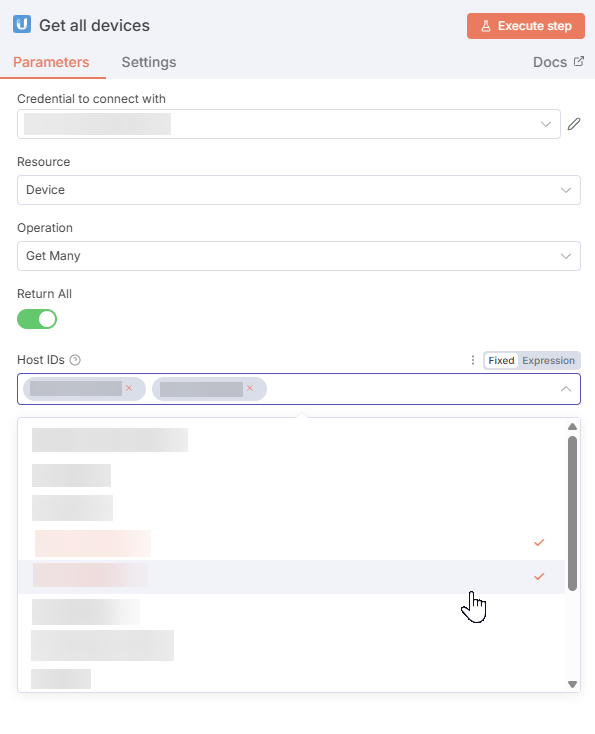 Get all devices
Execute step
Parameters
Settings
Docs
Credential to connect with
Resource
Device
Operation
Get Many
Return All
Host IDs
Fixed
Expression